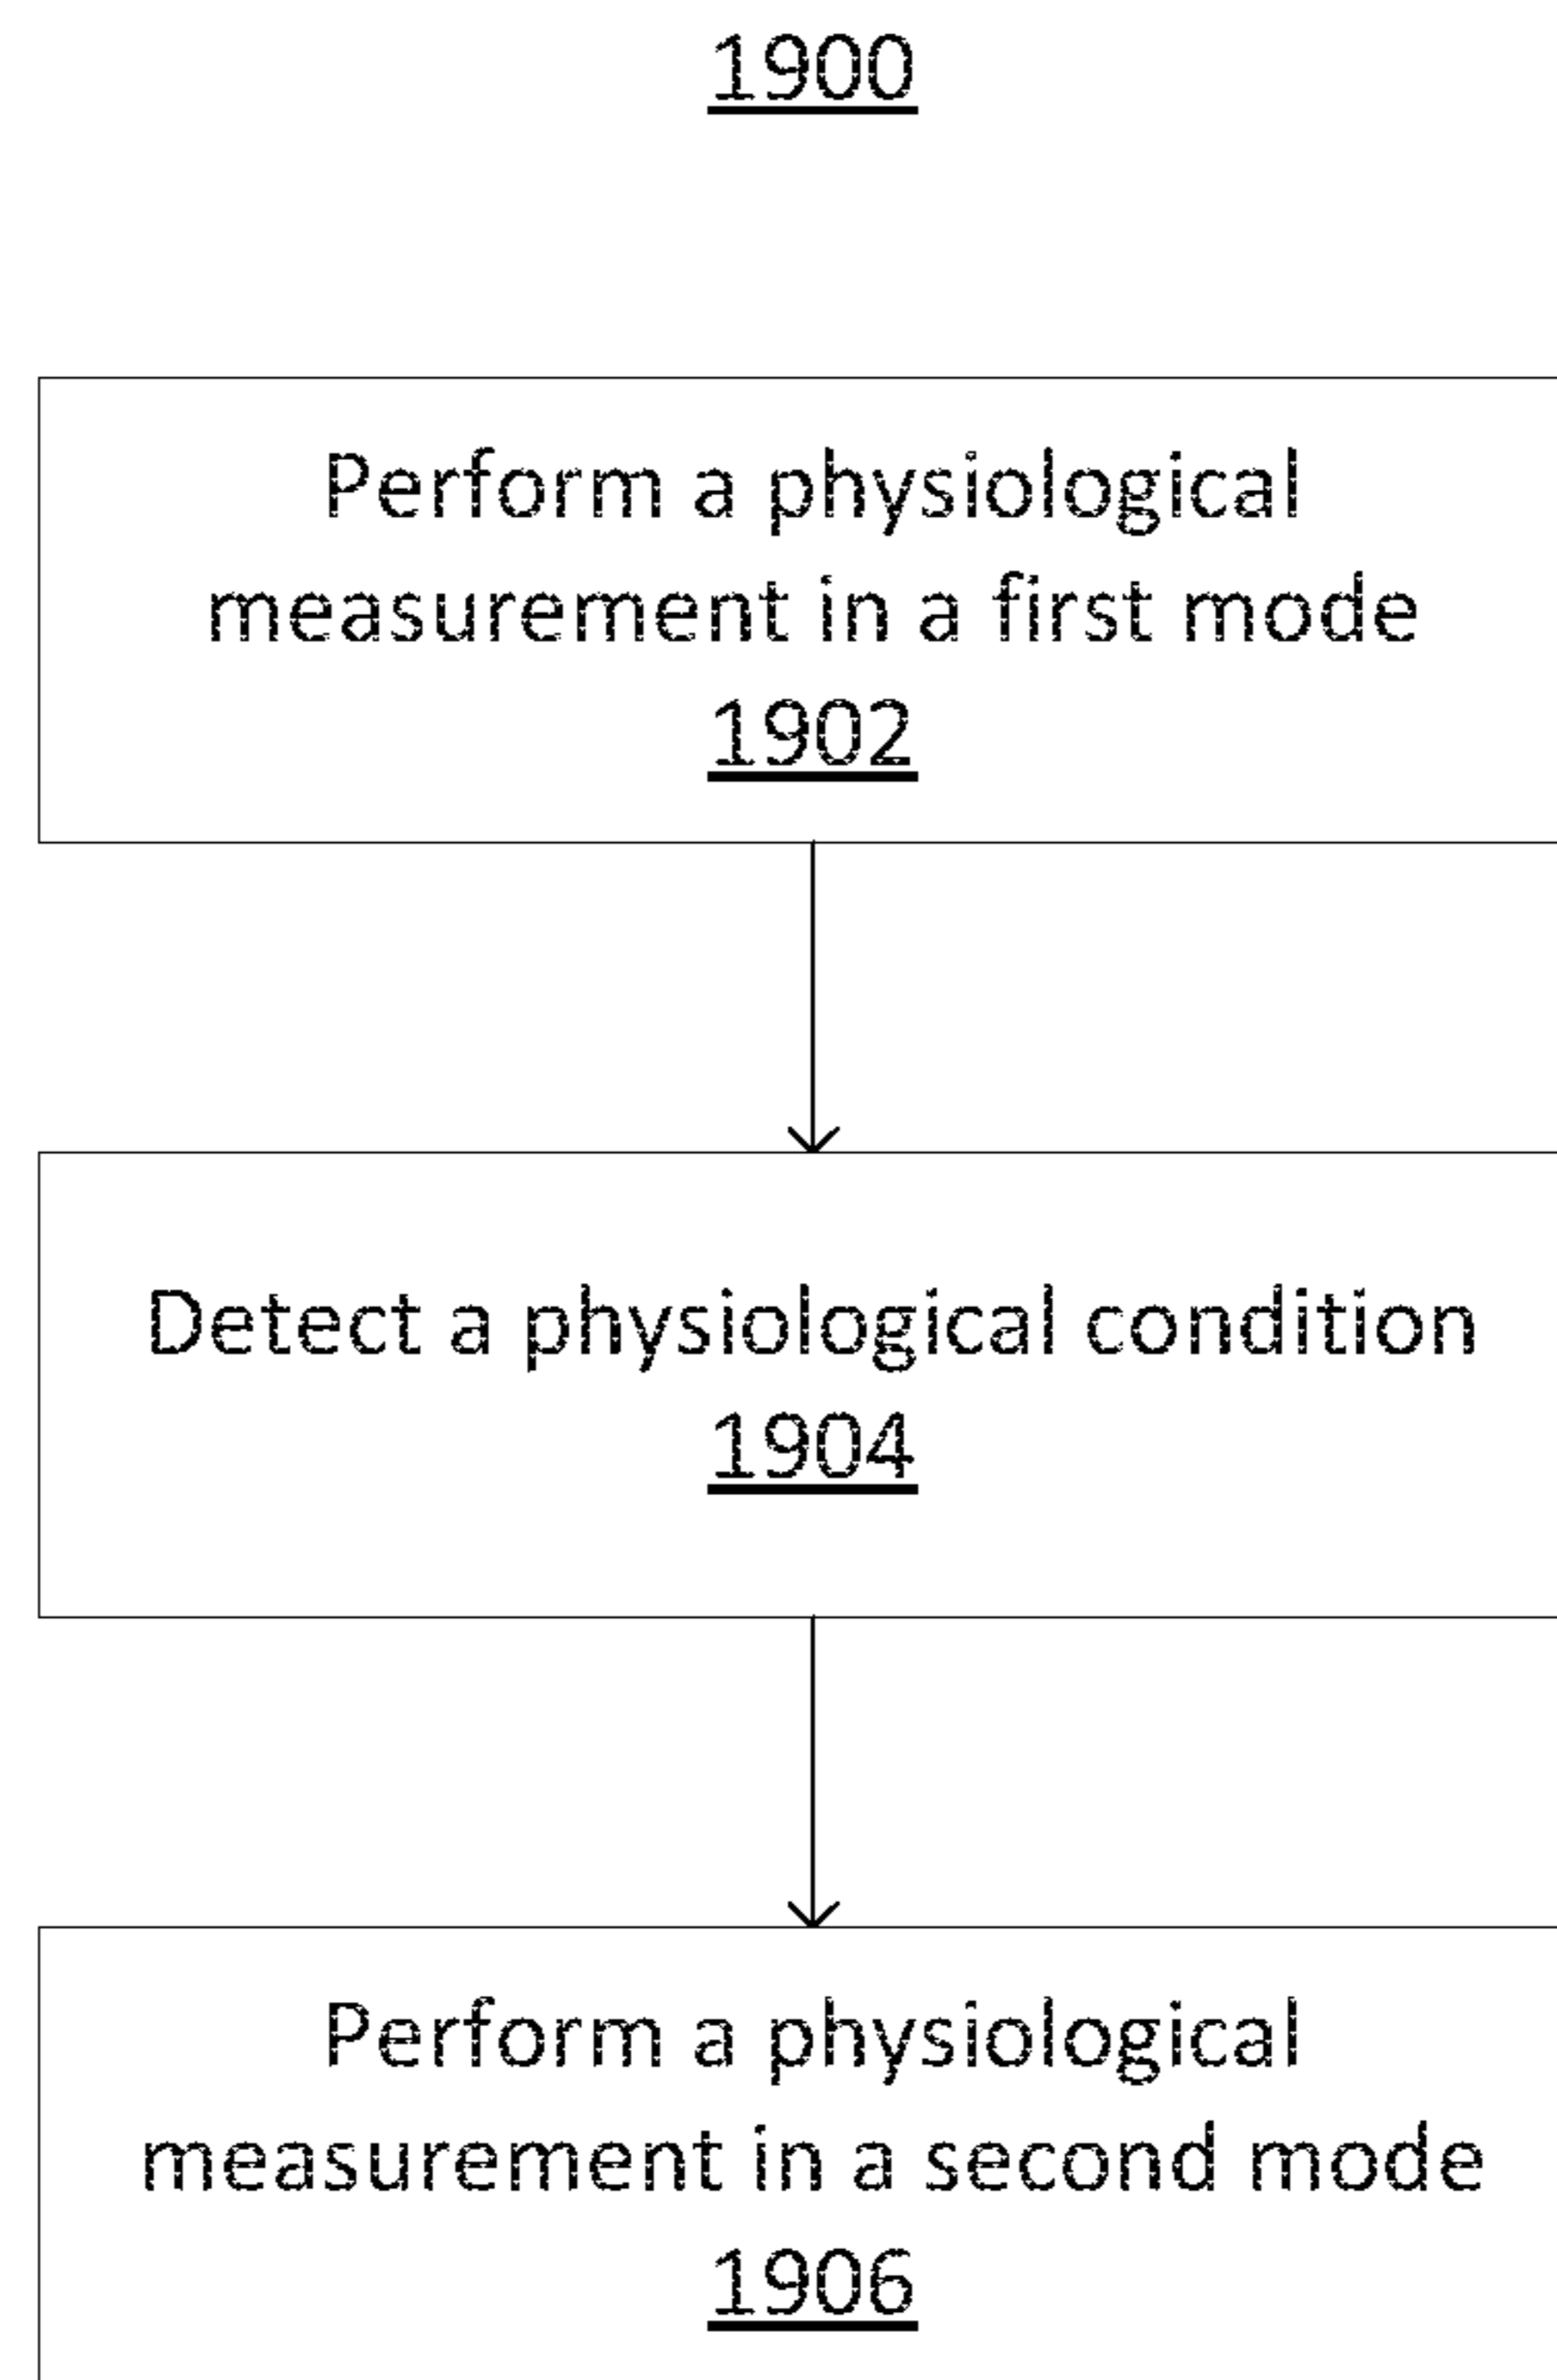 1900
Perform a physiological
measurement in a first mode
1902
Detect a physiological condition
1904
Perform a physiological
measurement in a second mode
1906